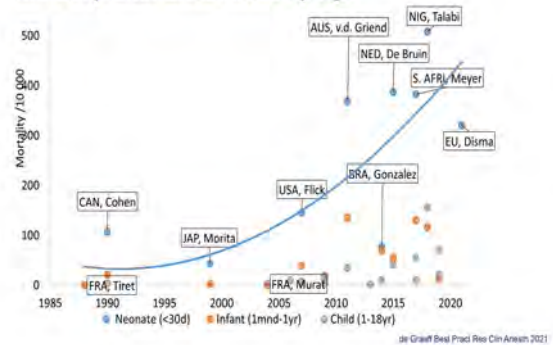 NIG, Talabi
AUS, v.d. Griend
500
NED, De Bruin
400
S. AFRI, Meyer
Mortality /10 000
300
EU, Disma
200
USA, Flick
BRA, Gonzalez
CAN, Cohen
100
JAP, Morita
0
FRA, Tiret
FRA, Murat
1985 1990 1995 2000 2005 2010 2015 2020
Neonate (<30d) Infant (1mnd-1yr) Child (1-18yr)
de Graaff Best Pract Res Clin Anesth 2021